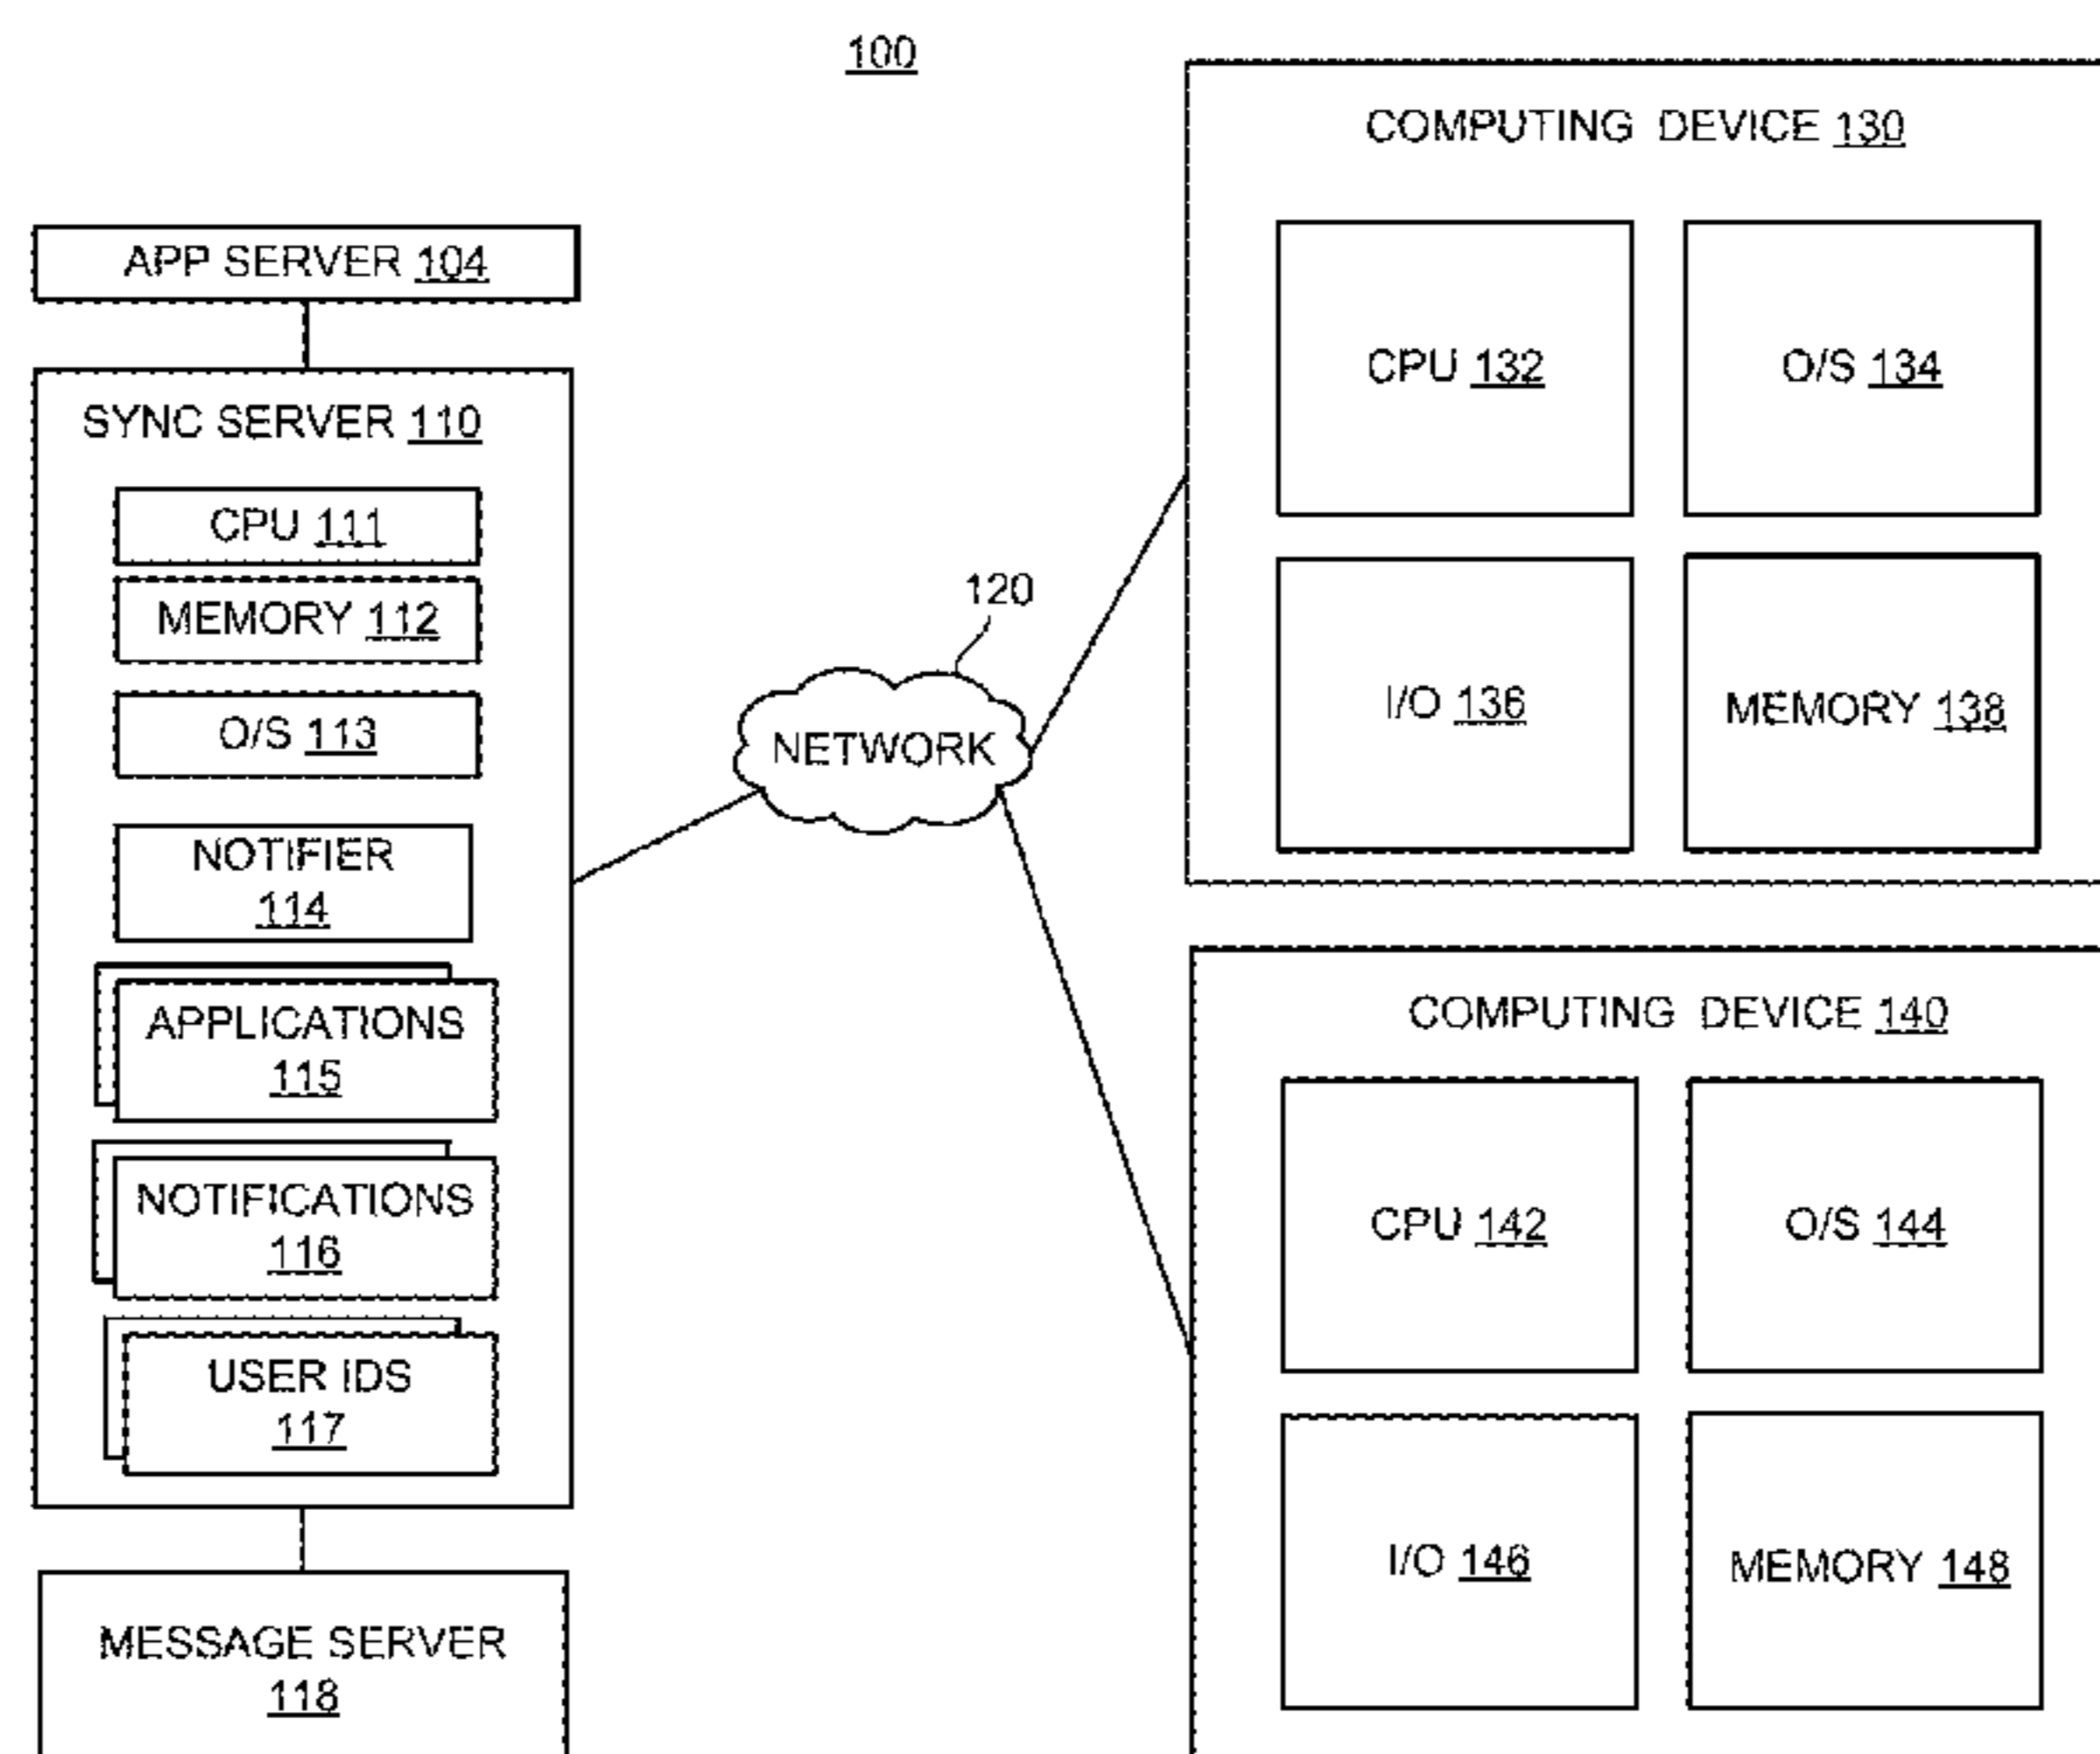 100
APP SERVER 104
SYNC SERVER 110
CPU 111
MEMORY 112
O/S 113
NOTIFIER
114
APPLICATIONS
115
NOTIFICATIONS
116
USER IDS
117
MESSAGE SERVER
118
120
NETWORK
COMPUTING DEVICE 130
CPU 132
O/S 134
I/O 136
MEMORY 138
COMPUTING DEVICE 140
CPU 142
O/S 144
I/O 146
MEMORY 148